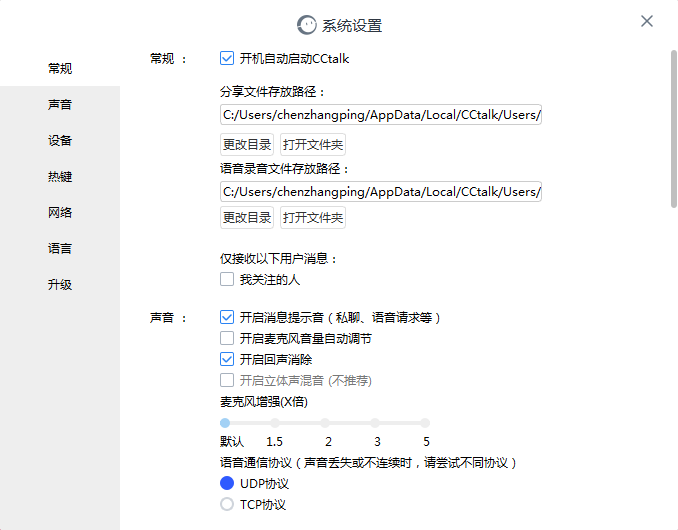 系统设置
常规
声音
设备
热键
网络
语言
升级
常规 :
开机自动启动CCtalk
分享文件存放路径：
C:/Users/chenzhangping/AppData/Local/CCtalk/Users/
更改目录 打开文件夹
语音录音文件存放路径：
C:/Users/chenzhangping/AppData/Local/CCtalk/Users/
更改目录 打开文件夹
仅接收以下用户消息：
我关注的人
声音 :
开启消息提示音（私聊、语音请求等）
开启麦克风音量自动调节
开启回声消除
开启立体声混音 (不推荐)
麦克风增强(X倍)
默认 1.5 2 3 5
语音通信协议（声音丢失或不连续时，请尝试不同协议）
UDP协议
TCP协议